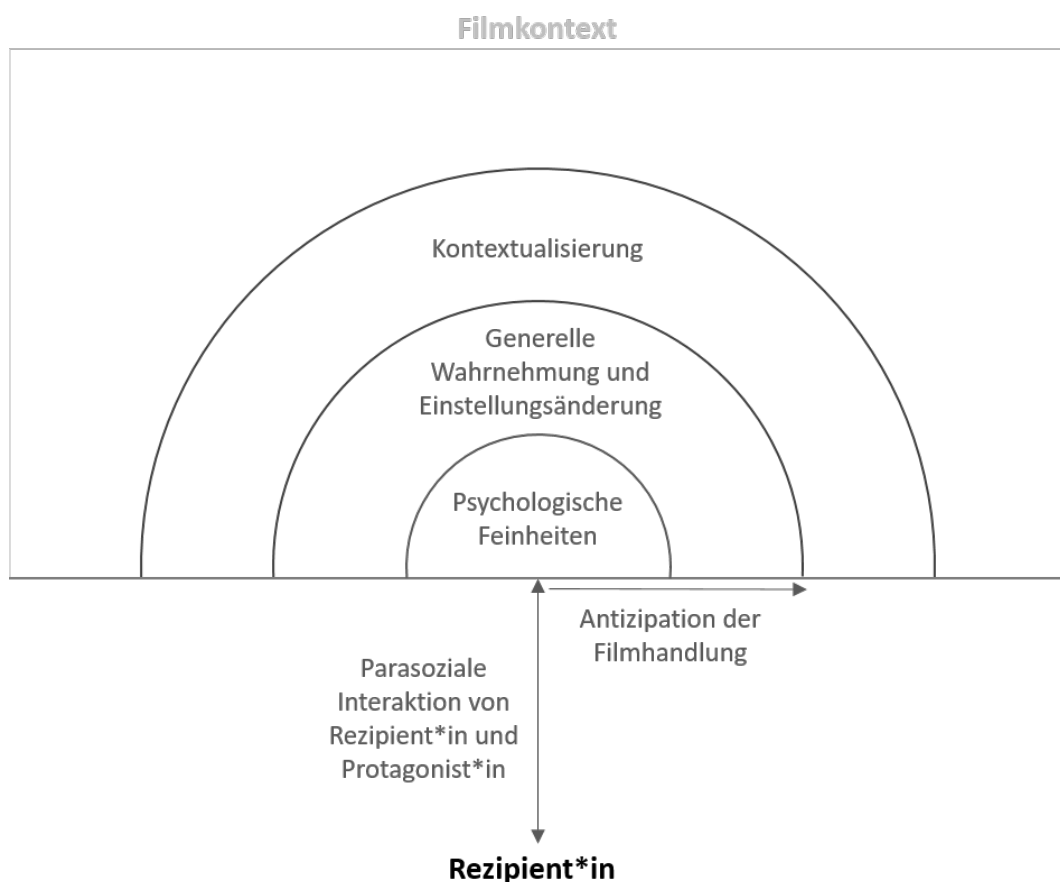 Filmkontext
Kontextualisierung
Generelle
Wahrnehmung und
Einstellungsänderung
Psychologische
Feinheiten
Antizipation der
Filmhandlung
Parasoziale
Interaktion von
Rezipient*in und
Protagonist*in
Rezipient*in